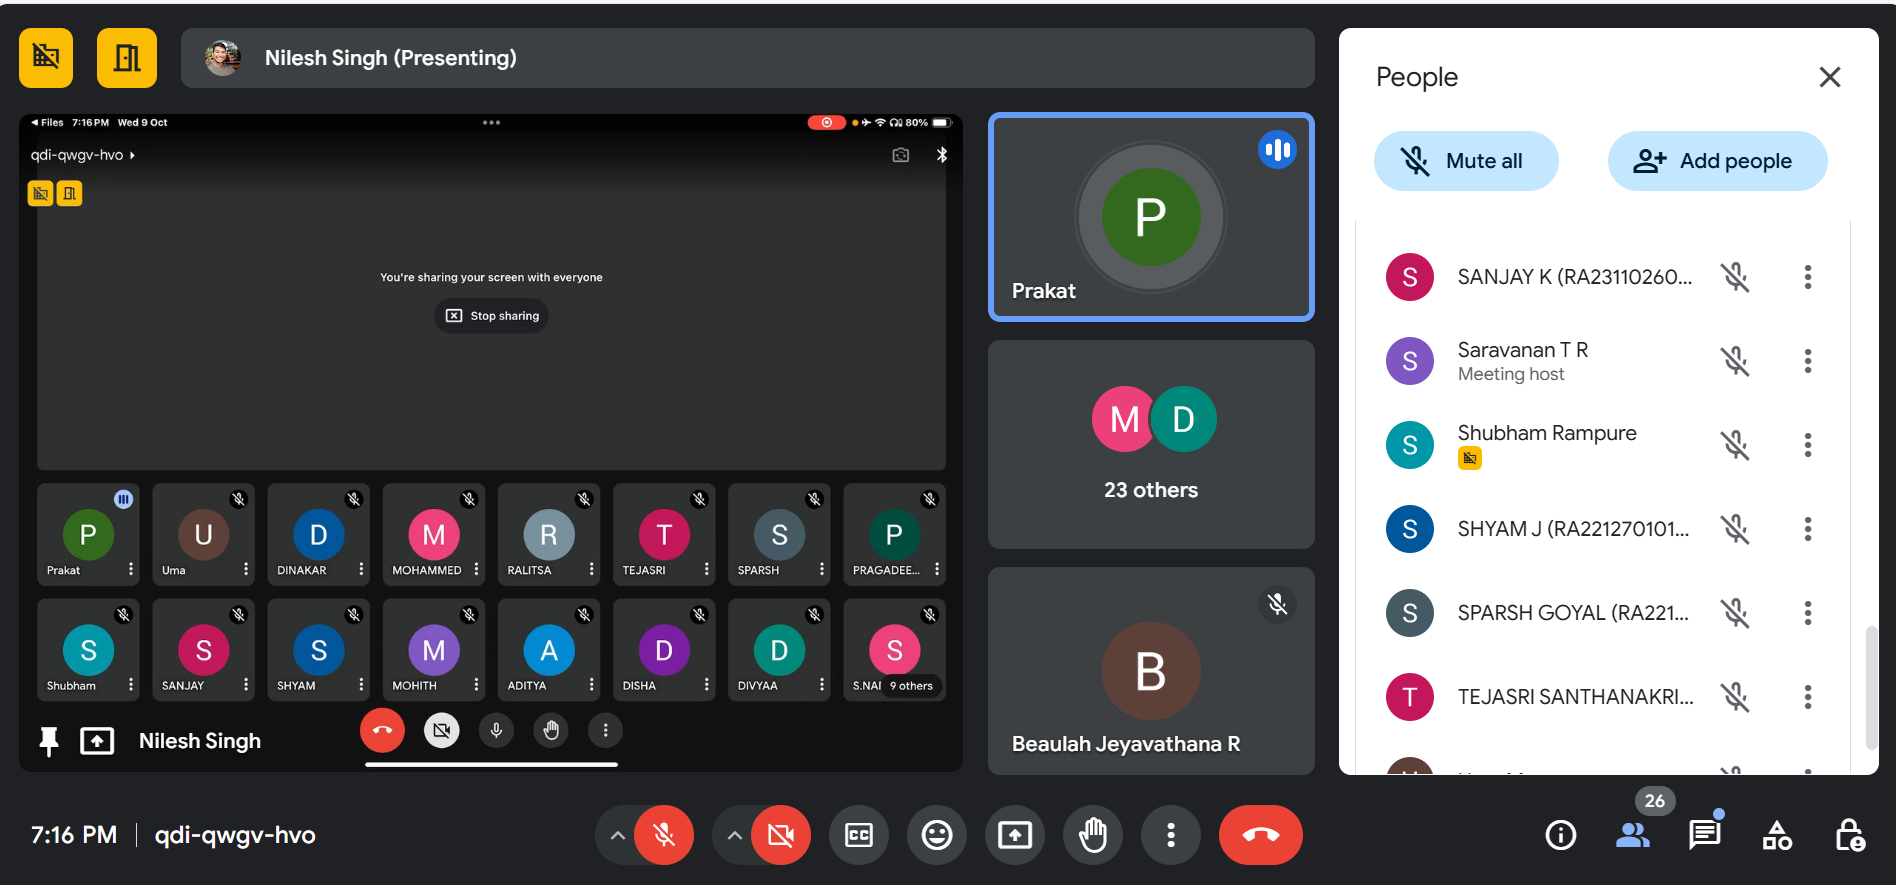 Nilesh Singh (Presenting)
Files 7:16 PM Wed 9 Oct
80%
qdi-qwgv-hvo
You're sharing your screen with everyone
Stop sharing
P
Prakat
U
Uma
D
DINAKAR
M
MOHAMMED
R
RALITSA
T
TEJASRI
S
SPARSH
P
PRAGADEE...
S
Shubham
S
SANJAY
S
SHYAM
M
MOHITH
A
ADITYA
D
DISHA
D
DIVYAA
S
9 others
Nilesh Singh
P
Prakat
M D
23 others
B
Beaulah Jeyavathana R
People
Mute all
Add people
S
SANJAY K (RA23110260...
S
Saravanan T R
Meeting host
S
Shubham Rampure
S
SHYAM J (RA221270101...
S
SPARSH GOYAL (RA221...
T
TEJASRI SANTHANAKRI...
7:16 PM | qdi-qwgv-hvo
CC
26